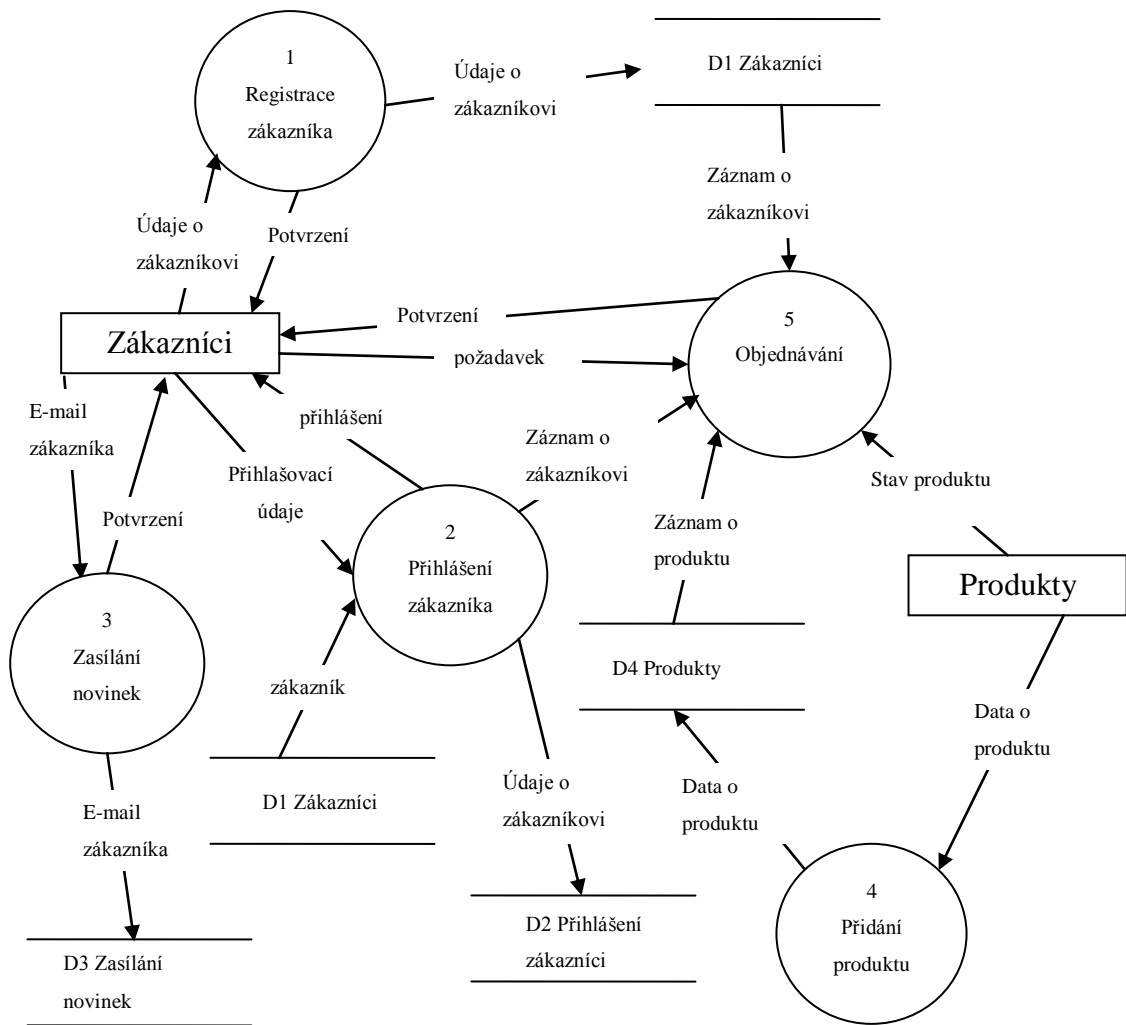 1
Registrace
zákazníka
Údaje o
zákazníkovi
D1 Zákazníci
Údaje o
zákazníkovi
Potvrzení
Záznam o
zákazníkovi
Zákazníci
Potvrzení
požadavek
5
Objednávání
E-mail
zákazníka
přihlášení
Přihlašovací
údaje
Záznam o
zákazníkovi
Stav produktu
Potvrzení
2
Přihlášení
zákazníka
Záznam o
produktu
Produkty
3
Zasílání
novinek
zákazník
D4 Produkty
Data o
produktu
E-mail
zákazníka
D1 Zákazníci
Údaje o
zákazníkovi
Data o
produktu
4
Přidání
produktu
D3 Zasílání
novinek
D2 Přihlášení
zákazníci